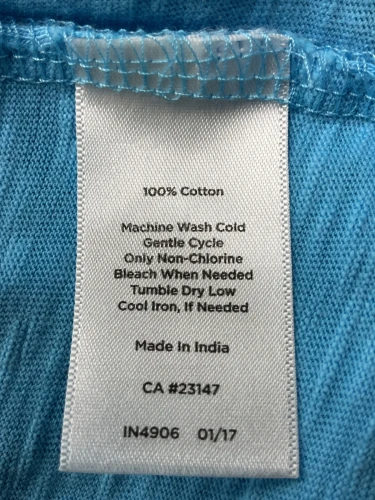 100% Cotton
Machine Wash Cold
Gentle Cycle
Only Non-Chlorine
Bleach When Needed
Tumble Dry Low
Cool Iron, If Needed
Made In India
CA #23147
IN4906 01/17